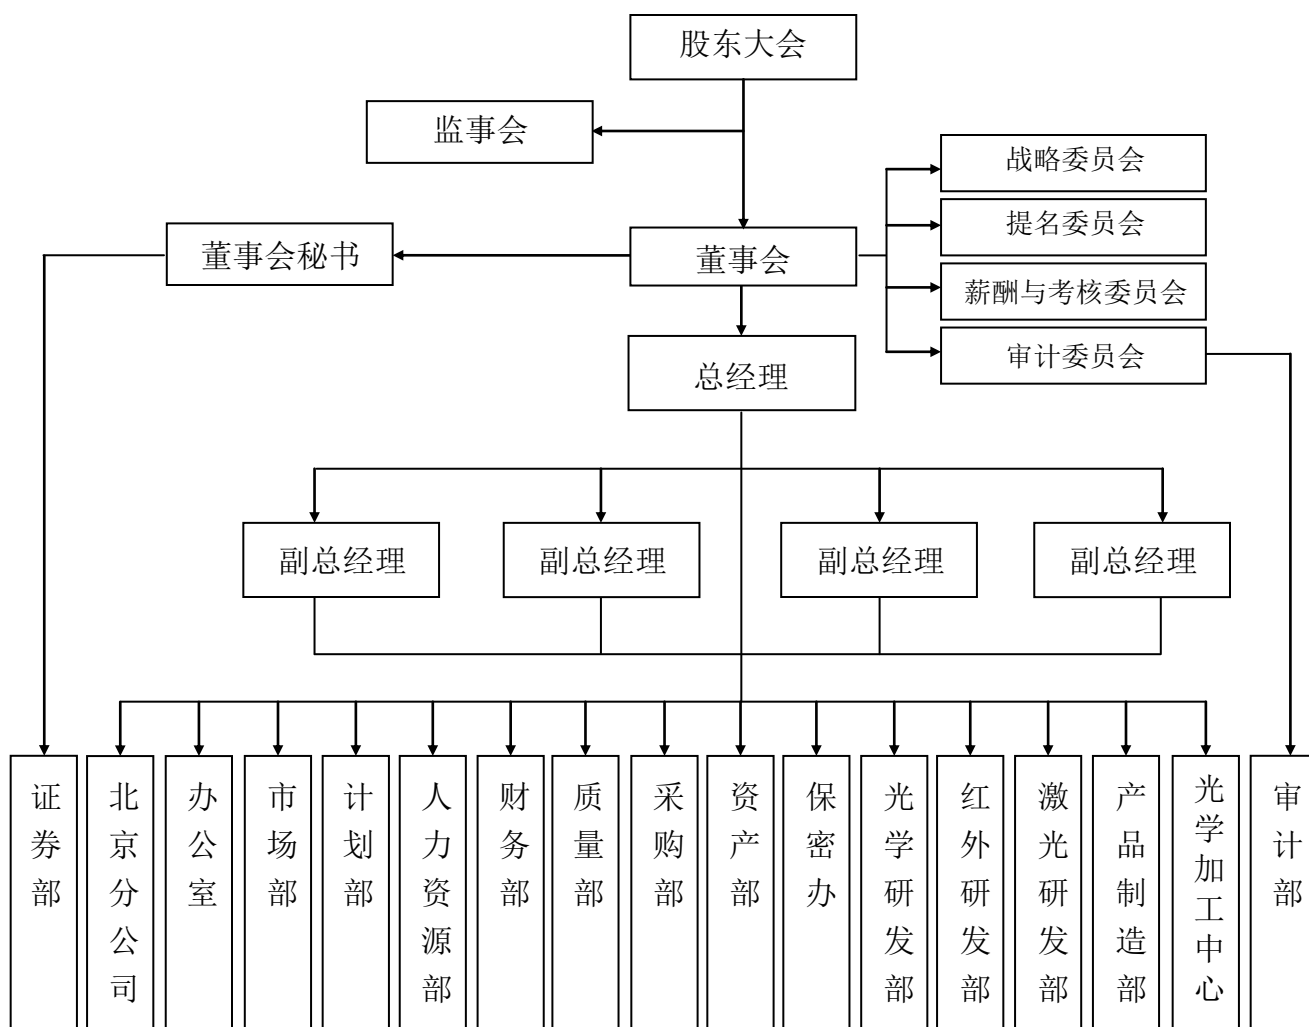 股东大会
监事会
战略委员会
提名委员会
董事会秘书
董事会
薪酬与考核委员会
审计委员会
总经理
副总经理
副总经理
副总经理
副总经理
证券部
北京分公司
办公室
市场部
计划部
人力资源部
财务部
质量部
采购部
资产部
保密办
光学研发部
红外研发部
激光研发部
产品制造部
光学加工中心
审计部